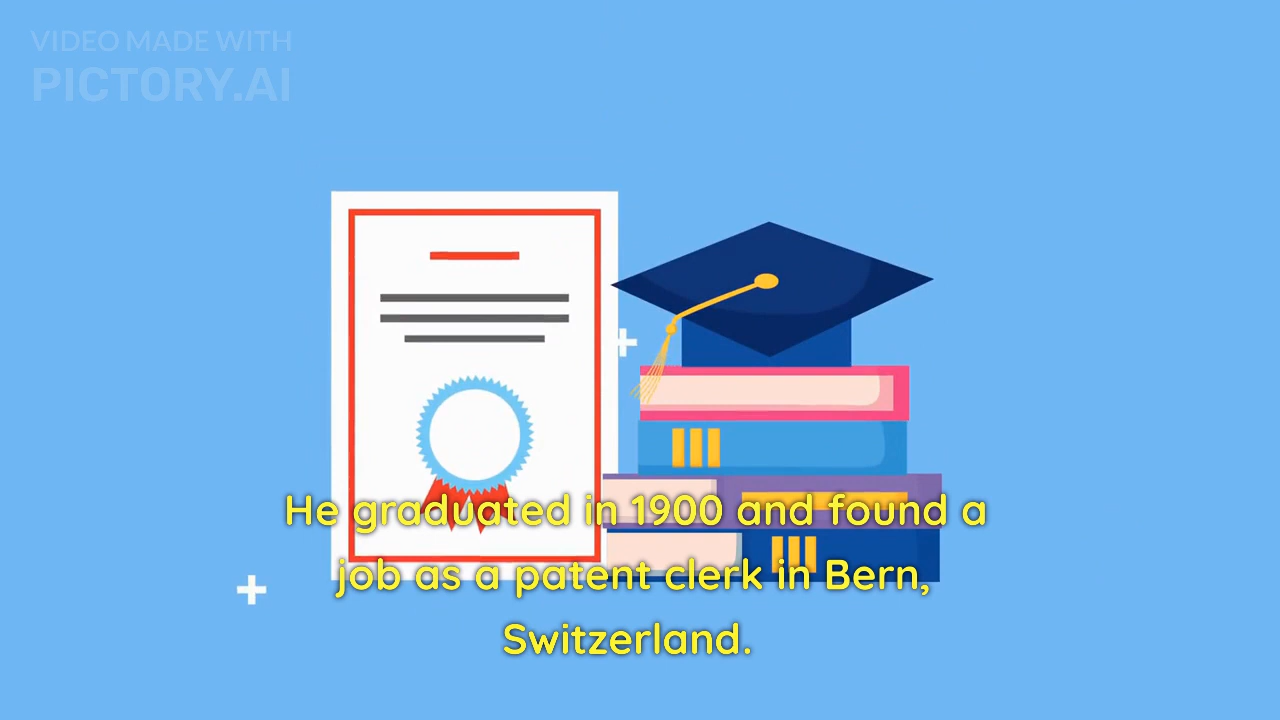 VIDEO MADE WITH
PICTORY.AI
He graduated in 1900 and found a
job as a patent clerk in Bern,
Switzerland.